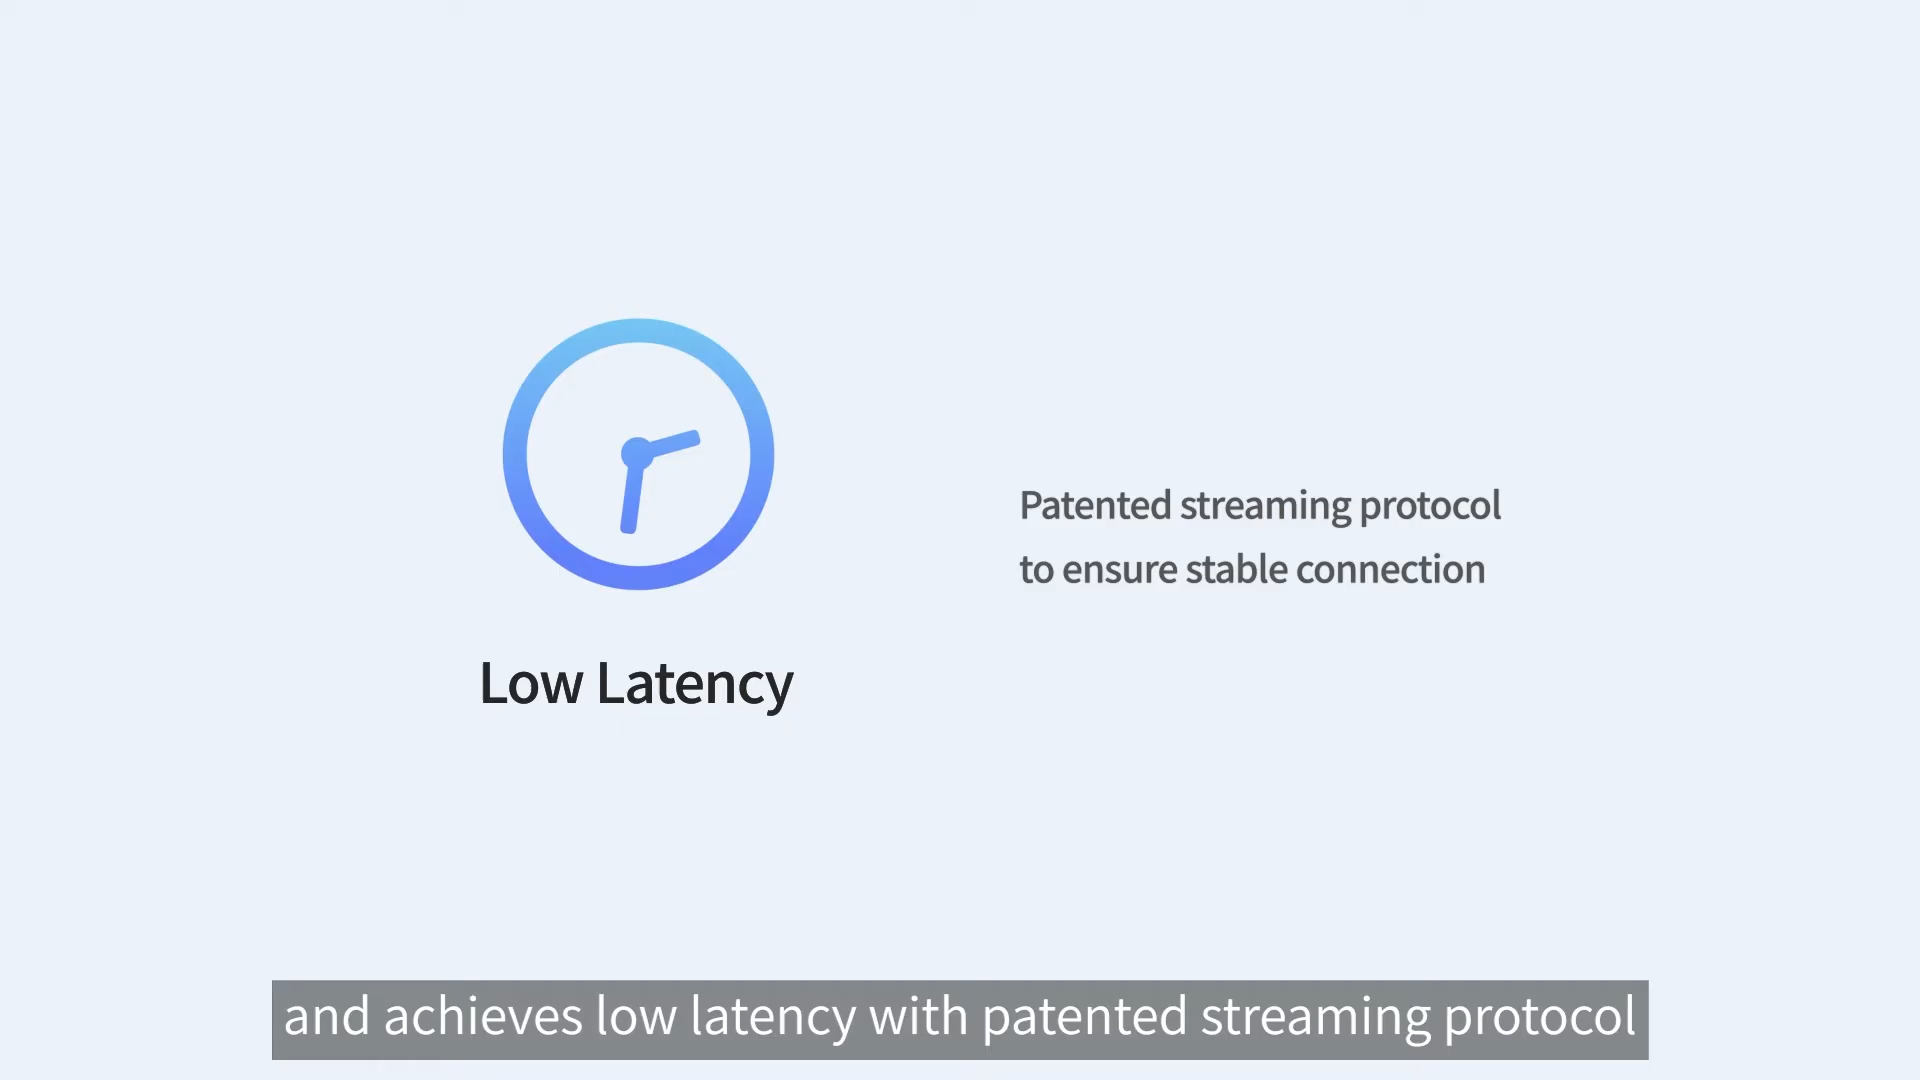 Low Latency
Patented streaming protocol
to ensure stable connection
and achieves low latency with patented streaming protocol